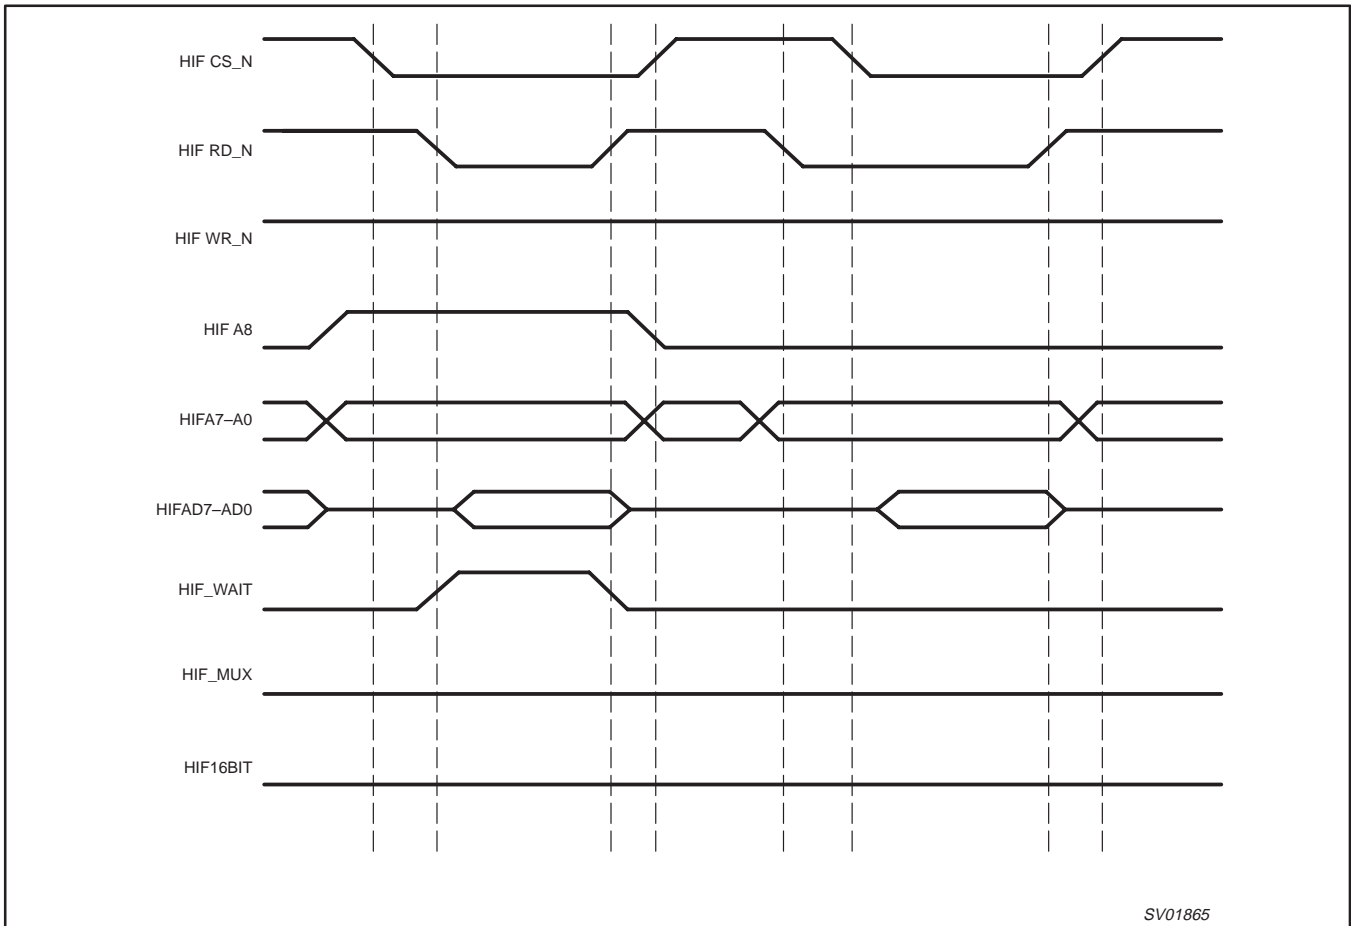 HIF CS_N
HIF RD_N
HIF WR_N
HIF A8
HIFA7–A0
HIFAD7–AD0
HIF_WAIT
HIF_MUX
HIF16BIT
SV01865